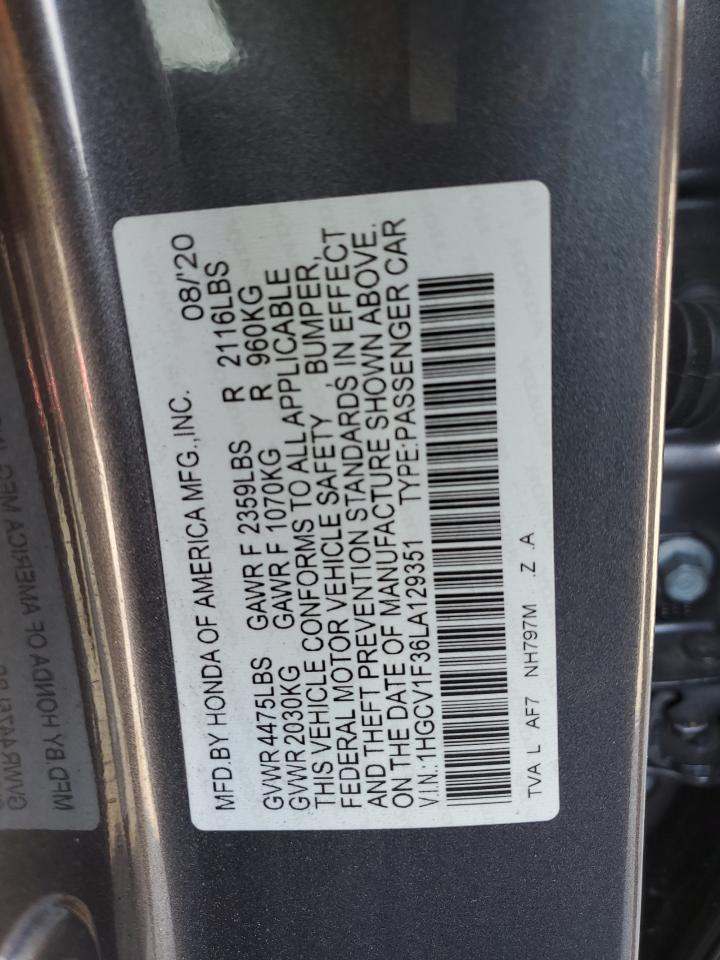 MFD.BY HONDA OF AMERICA MFG.,INC. 08/'20
GVWR 4475LBS GAWR F 2359LBS R 2116LBS
GVWR 2030KG GAWR F 1070KG R 960KG
THIS VEHICLE CONFORMS TO ALL APPLICABLE
FEDERAL MOTOR VEHICLE SAFETY , BUMPER,
AND THEFT PREVENTION STANDARDS IN EFFECT
ON THE DATE OF MANUFACTURE SHOWN ABOVE.
V.I.N.:1HGCV1F36LA129351 TYPE:PASSENGER CAR
TVA L AF7 NH797M .Z .A